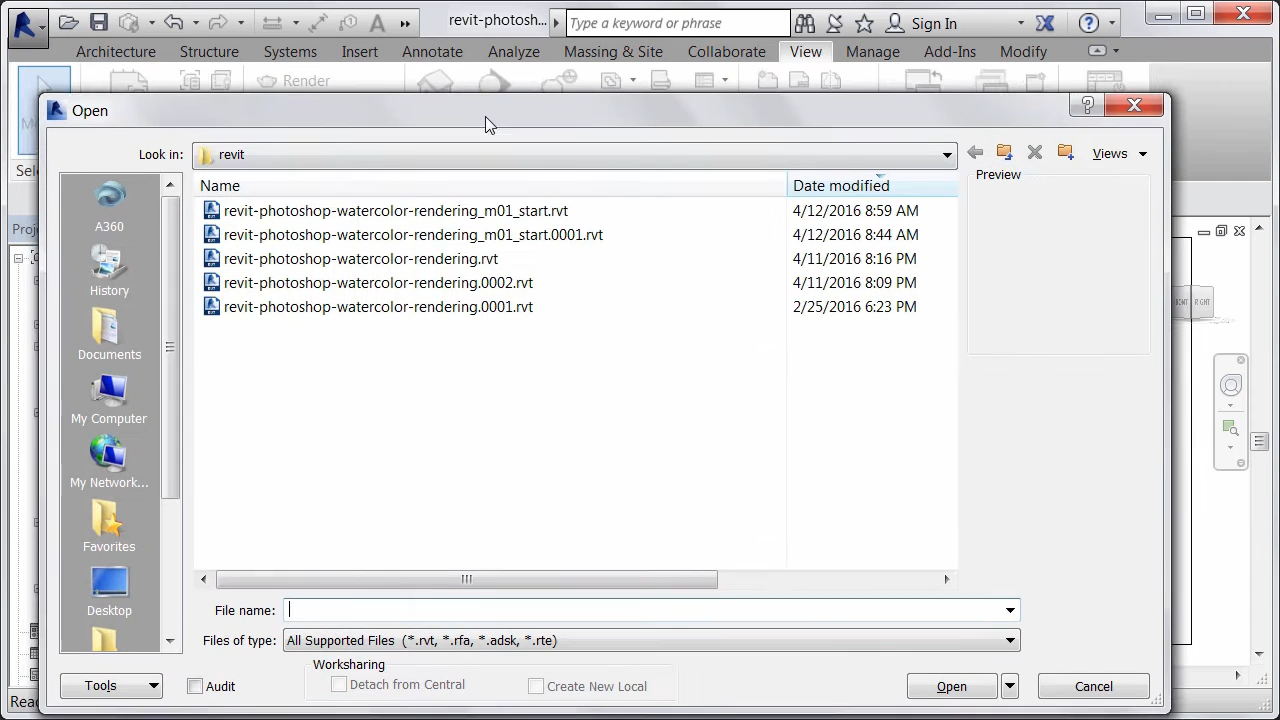 revit-photosh...
Type a keyword or phrase
Sign In
Architecture Structure Systems Insert Annotate Analyze Massing & Site Collaborate View Manage Add-Ins Modify
Render
Open
Look in: revit
Views
Name Date modified
Preview
revit-photoshop-watercolor-rendering_m01_start.rvt 4/12/2016 8:59 AM
revit-photoshop-watercolor-rendering_m01_start.0001.rvt 4/12/2016 8:44 AM
revit-photoshop-watercolor-rendering.rvt 4/11/2016 8:16 PM
revit-photoshop-watercolor-rendering.0002.rvt 4/11/2016 8:09 PM
revit-photoshop-watercolor-rendering.0001.rvt 2/25/2016 6:23 PM
A360
History
Documents
My Computer
My Network...
Favorites
Desktop
File name:
Files of type: All Supported Files (*.rvt, *.rfa, *.adsk, *.rte)
Worksharing
Tools
Audit
Detach from Central
Create New Local
Open
Cancel